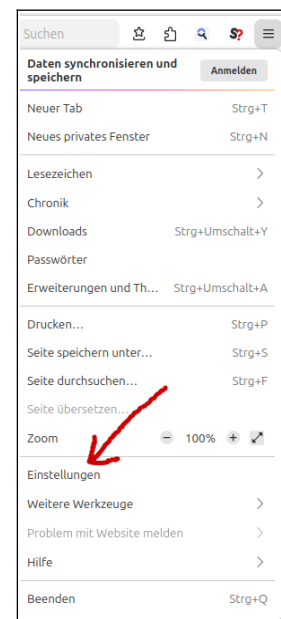 Suchen
S?
Daten synchronisieren und
speichern
Anmelden
Neuer Tab Strg+T
Neues privates Fenster Strg+N
Lesezeichen
Chronik
Downloads Strg+Umschalt+Y
Passwörter
Erweiterungen und Th... Strg+Umschalt+A
Drucken... Strg+P
Seite speichern unter... Strg+S
Seite durchsuchen... Strg+F
Seite übersetzen...
Zoom − 100% +
Einstellungen
Weitere Werkzeuge
Problem mit Website melden
Hilfe
Beenden Strg+Q